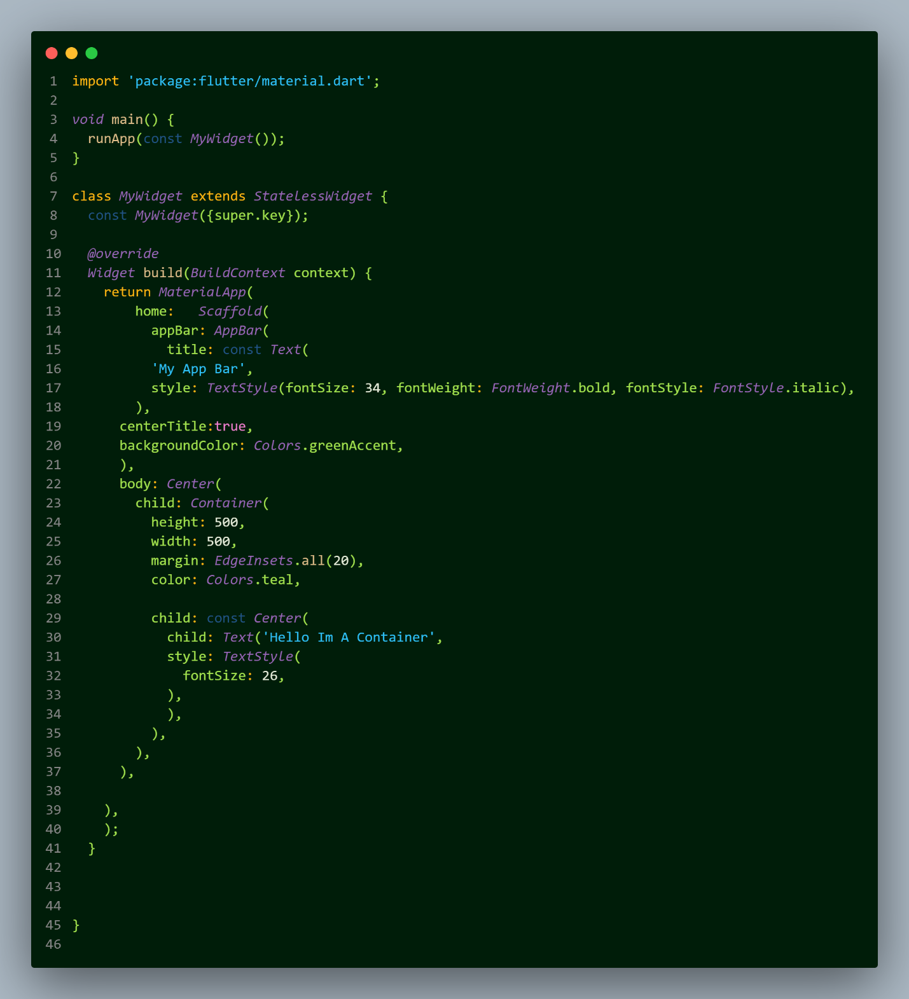 1 import 'package:flutter/material.dart';
2
3 void main() {
4   runApp(const MyWidget());
5 }
6
7 class MyWidget extends StatelessWidget {
8   const MyWidget({super.key});
9
10   @override
11   Widget build(BuildContext context) {
12     return MaterialApp(
13         home:   Scaffold(
14           appBar: AppBar(
15             title: const Text(
16           'My App Bar',
17           style: TextStyle(fontSize: 34, fontWeight: FontWeight.bold, fontStyle: FontStyle.italic),
18         ),
19       centerTitle:true,
20       backgroundColor: Colors.greenAccent,
21       ),
22       body: Center(
23         child: Container(
24           height: 500,
25           width: 500,
26           margin: EdgeInsets.all(20),
27           color: Colors.teal,
28
29           child: const Center(
30             child: Text('Hello Im A Container',
31             style: TextStyle(
32               fontSize: 26,
33             ),
34             ),
35           ),
36         ),
37       ),
38
39     ),
40     );
41   }
42
43
44
45 }
46